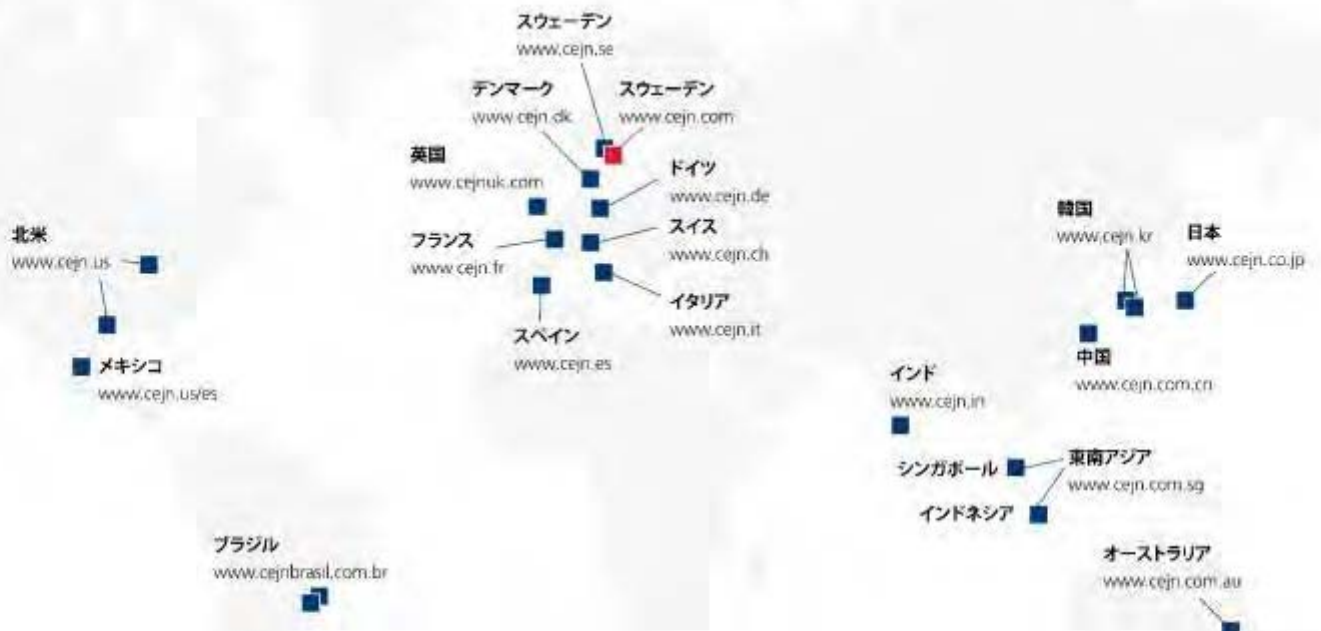 スウェーデン
www.cejn.se
デンマーク
www.cejn.dk
スウェーデン
www.cejn.com
英国
www.cejnuk.com
ドイツ
www.cejn.de
フランス
www.cejn.fr
スイス
www.cejn.ch
スペイン
www.cejn.es
イタリア
www.cejn.it
北米
www.cejn.us
メキシコ
www.cejn.us/es
ブラジル
www.cejnbrasil.com.br
韓国
www.cejn.kr
日本
www.cejn.co.jp
中国
www.cejn.com.cn
インド
www.cejn.in
シンガポール
東南アジア
www.cejn.com.sg
インドネシア
オーストラリア
www.cejn.com.au